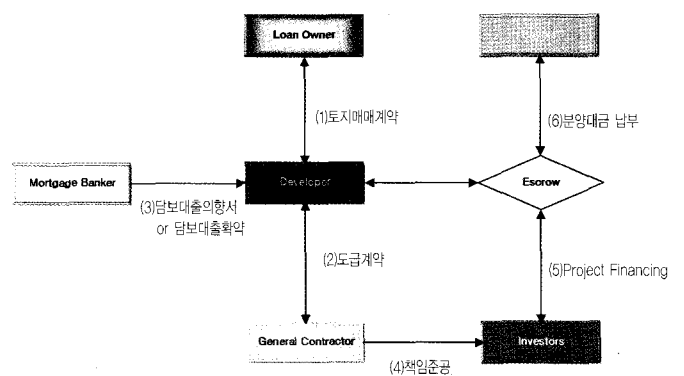 Loan Owner
(1)토지매매계약
(6)분양대금 납부
Mortgage Banker
Developer
Escrow
(3)담보대출의향서
or 담보대출확약
(2)도급계약
(5)Project Financing
General Contractor
Investors
(4)책임준공